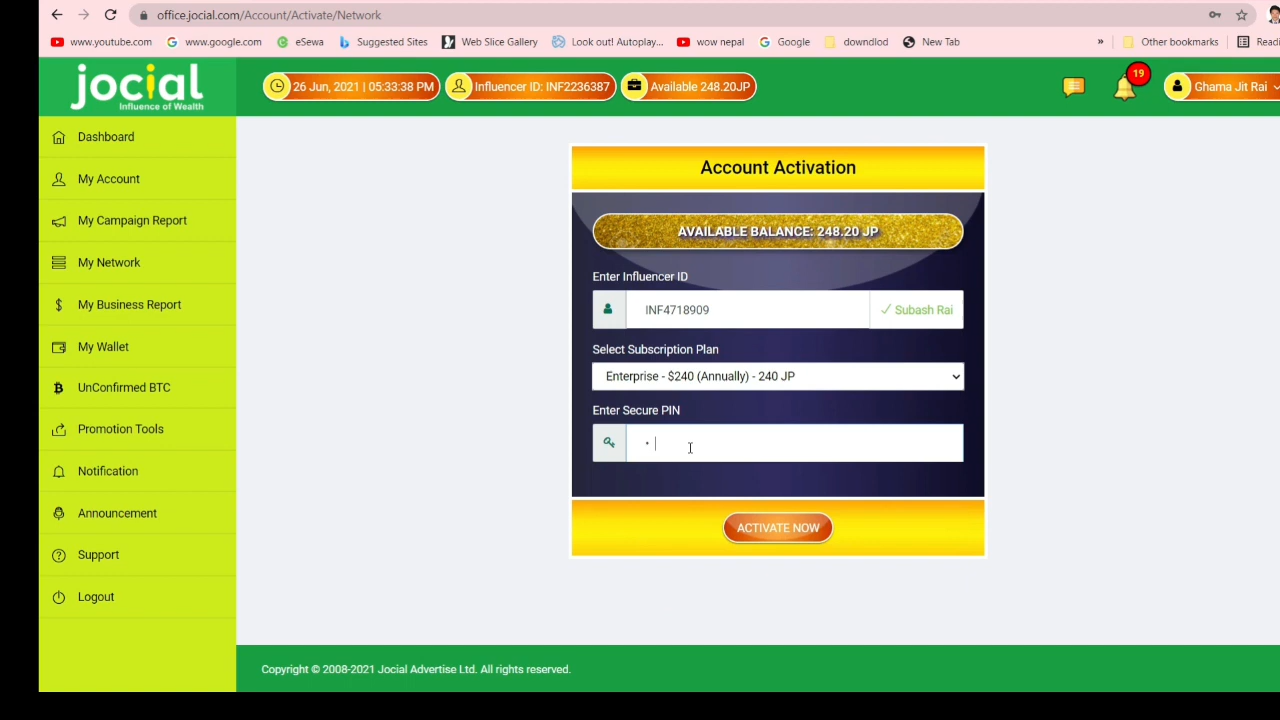 office.jocial.com/Account/Activate/Network
www.youtube.com
www.google.com
eSewa
Suggested Sites
Web Slice Gallery
Look out! Autoplay...
wow nepal
Google
downdlod
New Tab
»
Other bookmarks
jocial
Influence of Wealth
26 Jun, 2021 | 05:33:38 PM
Influencer ID: INF2236387
Available 248.20JP
19
Ghama Jit Rai
Dashboard
My Account
My Campaign Report
My Network
My Business Report
My Wallet
UnConfirmed BTC
Promotion Tools
Notification
Announcement
Support
Logout
Account Activation
AVAILABLE BALANCE: 248.20 JP
Enter Influencer ID
INF4718909
✓ Subash Rai
Select Subscription Plan
Enterprise - $240 (Annually) - 240 JP
Enter Secure PIN
ACTIVATE NOW
Copyright © 2008-2021 Jocial Advertise Ltd. All rights reserved.